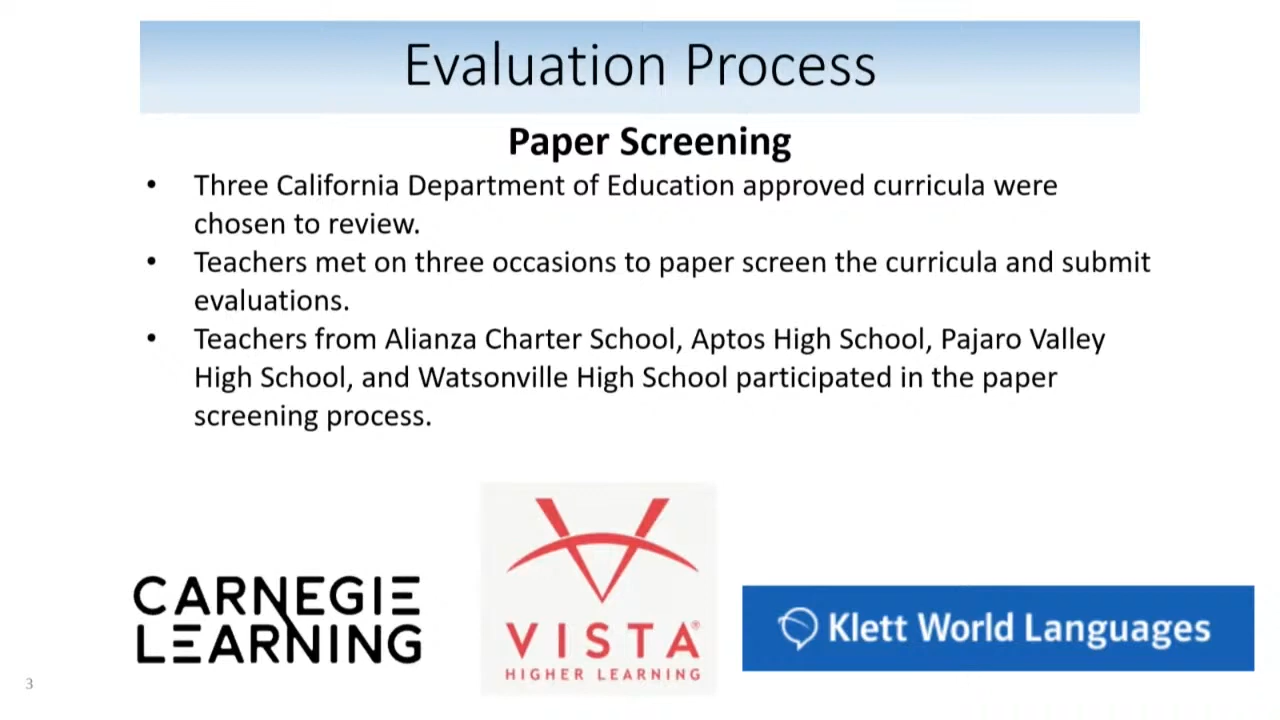 Evaluation Process
Paper Screening
• Three California Department of Education approved curricula were
chosen to review.
• Teachers met on three occasions to paper screen the curricula and submit
evaluations.
• Teachers from Alianza Charter School, Aptos High School, Pajaro Valley
High School, and Watsonville High School participated in the paper
screening process.
CARNEGIE
LEARNING
VISTA®
HIGHER LEARNING
Klett World Languages
3